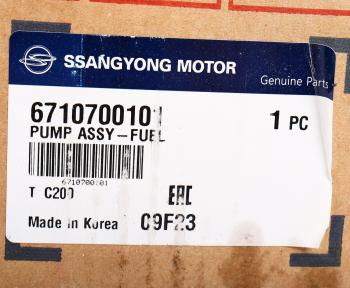 SSANGYONG MOTOR
Genuine Parts
6710700101 1 PC
PUMP ASSY-FUEL
6710700101
T C200 EAC
Made in Korea C9F23